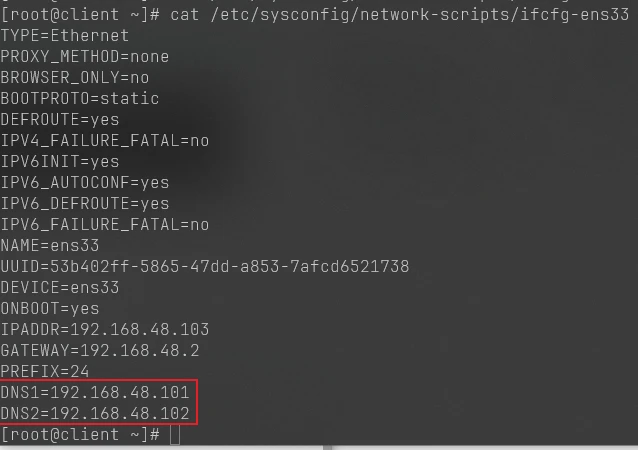 [root@client ~]# cat /etc/sysconfig/network-scripts/ifcfg-ens33
TYPE=Ethernet
PROXY_METHOD=none
BROWSER_ONLY=no
BOOTPROTO=static
DEFROUTE=yes
IPV4_FAILURE_FATAL=no
IPV6INIT=yes
IPV6_AUTOCONF=yes
IPV6_DEFROUTE=yes
IPV6_FAILURE_FATAL=no
NAME=ens33
UUID=53b402ff-5865-47dd-a853-7afcd6521738
DEVICE=ens33
ONBOOT=yes
IPADDR=192.168.48.103
GATEWAY=192.168.48.2
PREFIX=24
DNS1=192.168.48.101
DNS2=192.168.48.102
[root@client ~]#